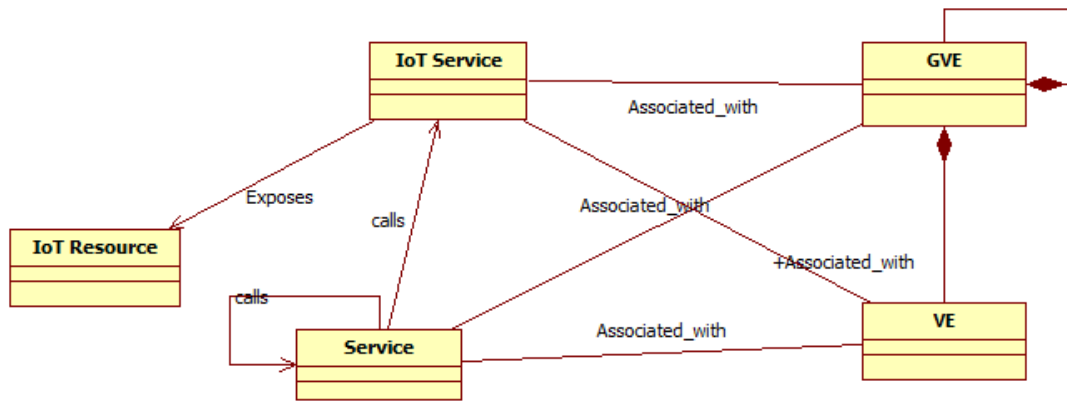 IoT Service
GVE
Associated_with
Exposes
calls
Associated_with
IoT Resource
+Associated_with
calls
Service
Associated_with
VE